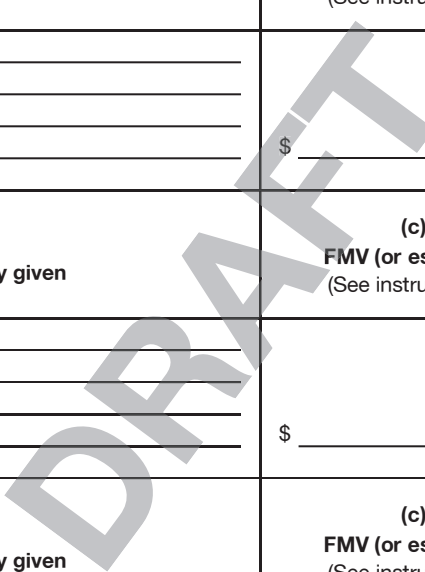 (See instru
$
(c)
y given
FMV (or es
(See instru
$
(c)
y given
FMV (or es
(See instru
DRAFT